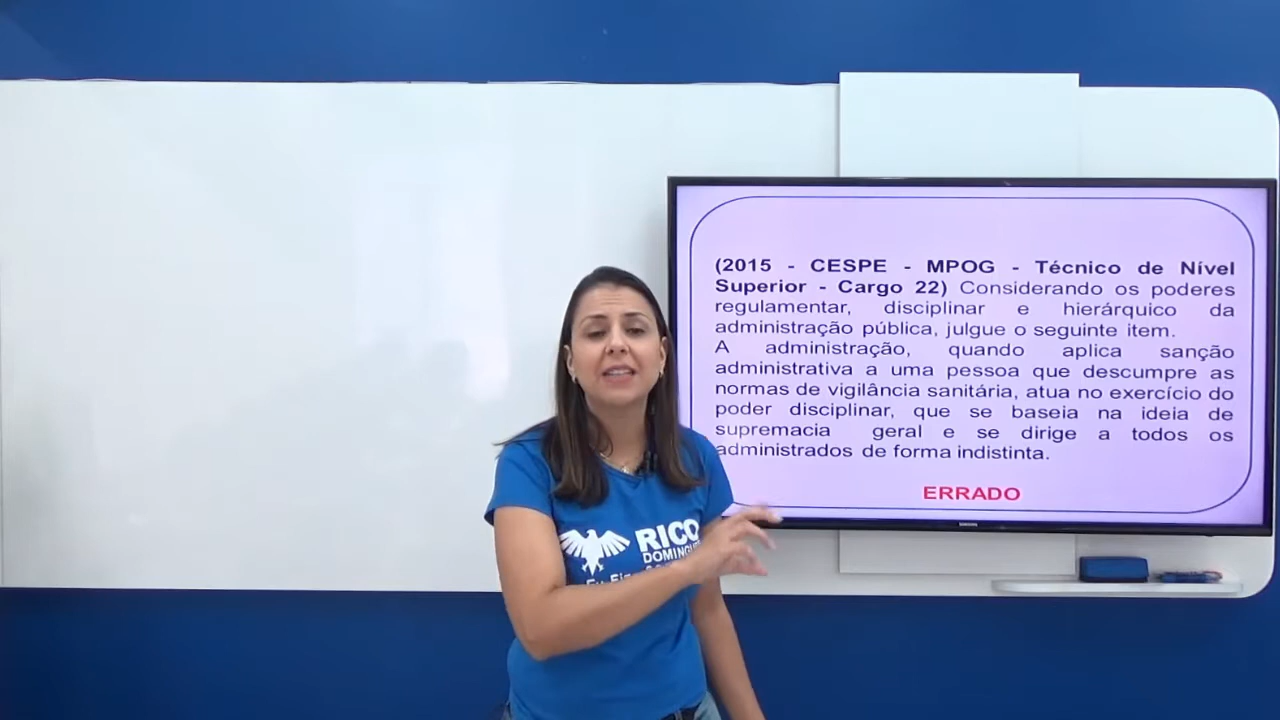 (2015 - CESPE - MPOG - Técnico de Nível
Superior - Cargo 22) Considerando os poderes
regulamentar, disciplinar e hierárquico da
administração pública, julgue o seguinte item.
A administração, quando aplica sanção
administrativa a uma pessoa que descumpre as
normas de vigilância sanitária, atua no exercício do
poder disciplinar, que se baseia na ideia de
supremacia geral e se dirige a todos os
administrados de forma indistinta.
ERRADO
RICO